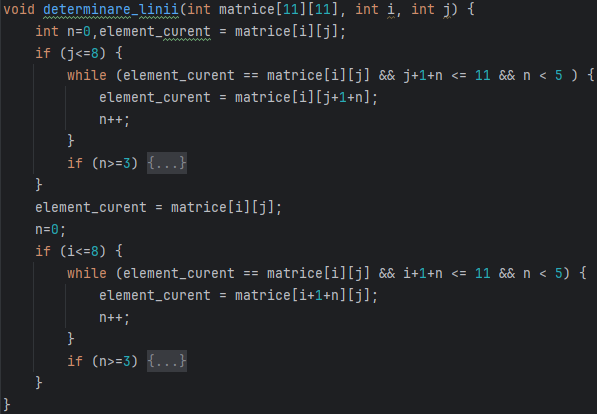 void determinare_linii(int matrice[11][11], int i, int j) {
    int n=0,element_curent = matrice[i][j];
    if (j<=8) {
        while (element_curent == matrice[i][j] && j+1+n <= 11 && n < 5 ) {
            element_curent = matrice[i][j+1+n];
            n++;
        }
        if (n>=3) {...}
    }
    element_curent = matrice[i][j];
    n=0;
    if (i<=8) {
        while (element_curent == matrice[i][j] && i+1+n <= 11 && n < 5) {
            element_curent = matrice[i+1+n][j];
            n++;
        }
        if (n>=3) {...}
    }
}